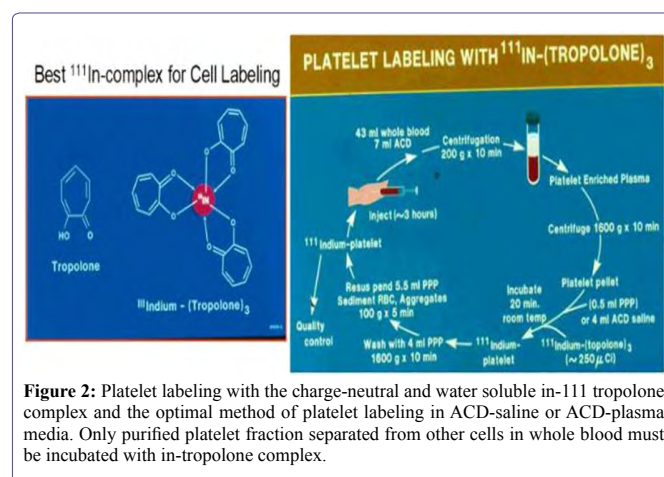 Best ¹¹¹In-complex for Cell Labeling
HO
O
Tropolone
O
O
O
O
O
O
IN
¹¹¹Indium - (Tropolone)₃
PLATELET LABELING WITH ¹¹¹IN-(TROPOLONE)₃
43 ml whole blood
7 ml ACD
Centrifugation
200 g x 10 min
Platelet Enriched Plasma
Centrifuge 1600 g x 10 min
Platelet pellet
(0.5 ml PPP)
or 4 ml ACD saline
Incubate
20 min.
room temp
¹¹¹Indium-(topolone)₃
(~250µCi)
¹¹¹Indium-
platelet
Wash with 4 ml PPP
1600 g x 10 min
Resus pend 5.5 ml PPP
Sediment RBC, Aggregates
100 g x 5 min
¹¹¹Indium-platelet
Inject (~3 hours)
Quality
control
Figure 2: Platelet labeling with the charge-neutral and water soluble in-111 tropolone
complex and the optimal method of platelet labeling in ACD-saline or ACD-plasma
media. Only purified platelet fraction separated from other cells in whole blood must
be incubated with in-tropolone complex.